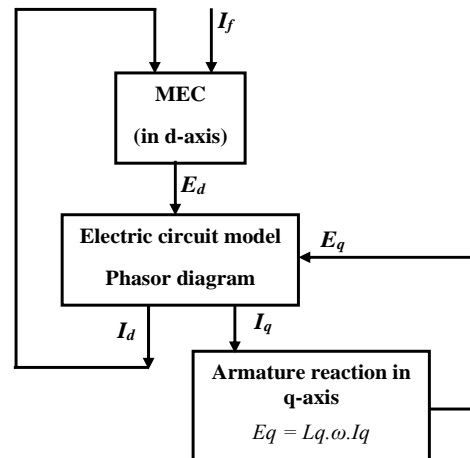 I_f
MEC
(in d-axis)
E_d
Electric circuit model
Phasor diagram
E_q
I_d
I_q
Armature reaction in
q-axis
Eq = Lq.ω.Iq